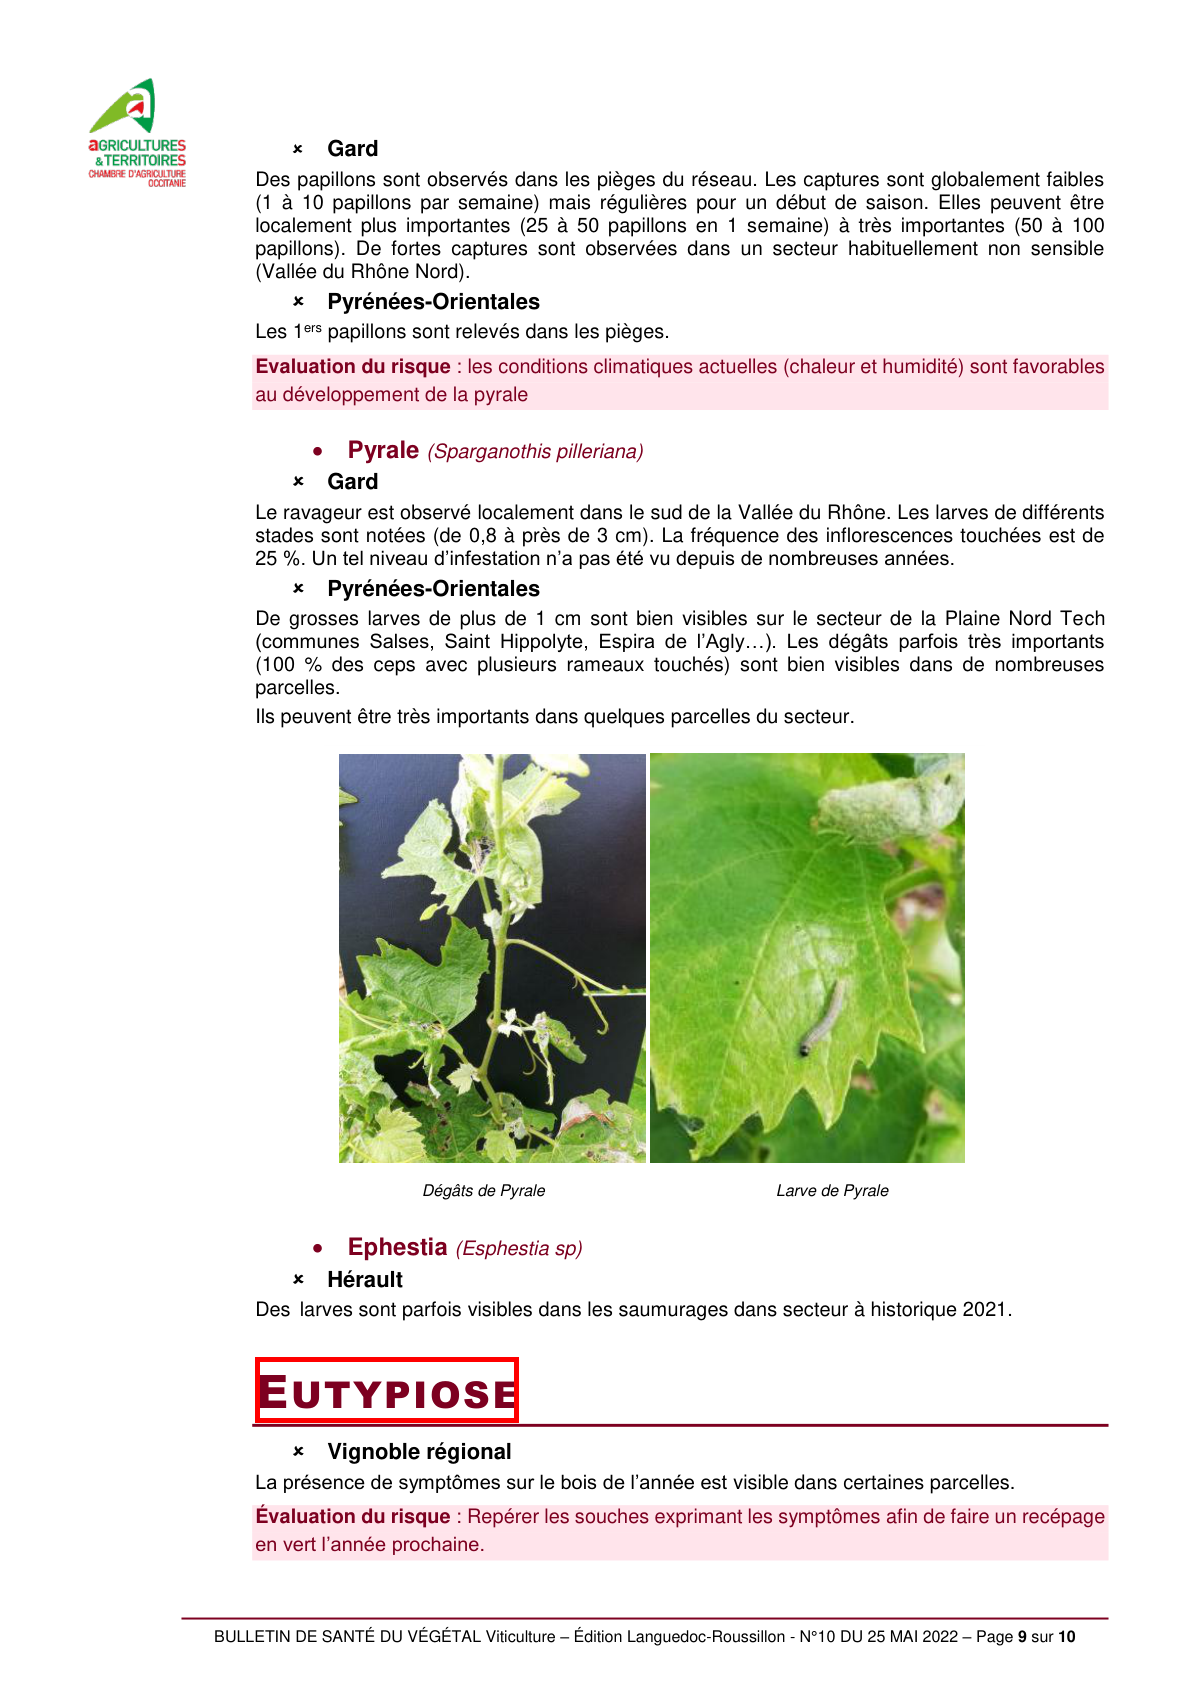 aGRICULTURES
&TERRITOIRES
CHAMBRE D'AGRICULTURE
OCCITANIE
× Gard
Des papillons sont observés dans les pièges du réseau. Les captures sont globalement faibles
(1 à 10 papillons par semaine) mais régulières pour un début de saison. Elles peuvent être
localement plus importantes (25 à 50 papillons en 1 semaine) à très importantes (50 à 100
papillons). De fortes captures sont observées dans un secteur habituellement non sensible
(Vallée du Rhône Nord).
× Pyrénées-Orientales
Les 1ers papillons sont relevés dans les pièges.
Evaluation du risque : les conditions climatiques actuelles (chaleur et humidité) sont favorables
au développement de la pyrale
• Pyrale (Sparganothis pilleriana)
× Gard
Le ravageur est observé localement dans le sud de la Vallée du Rhône. Les larves de différents
stades sont notées (de 0,8 à près de 3 cm). La fréquence des inflorescences touchées est de
25 %. Un tel niveau d'infestation n'a pas été vu depuis de nombreuses années.
× Pyrénées-Orientales
De grosses larves de plus de 1 cm sont bien visibles sur le secteur de la Plaine Nord Tech
(communes Salses, Saint Hippolyte, Espira de l'Agly…). Les dégâts parfois très importants
(100 % des ceps avec plusieurs rameaux touchés) sont bien visibles dans de nombreuses
parcelles.
Ils peuvent être très importants dans quelques parcelles du secteur.
Dégâts de Pyrale Larve de Pyrale
• Ephestia (Esphestia sp)
× Hérault
Des larves sont parfois visibles dans les saumurages dans secteur à historique 2021.
EUTYPIOSE
× Vignoble régional
La présence de symptômes sur le bois de l'année est visible dans certaines parcelles.
Évaluation du risque : Repérer les souches exprimant les symptômes afin de faire un recépage
en vert l'année prochaine.
BULLETIN DE SANTÉ DU VÉGÉTAL Viticulture – Édition Languedoc-Roussillon - N°10 DU 25 MAI 2022 – Page 9 sur 10